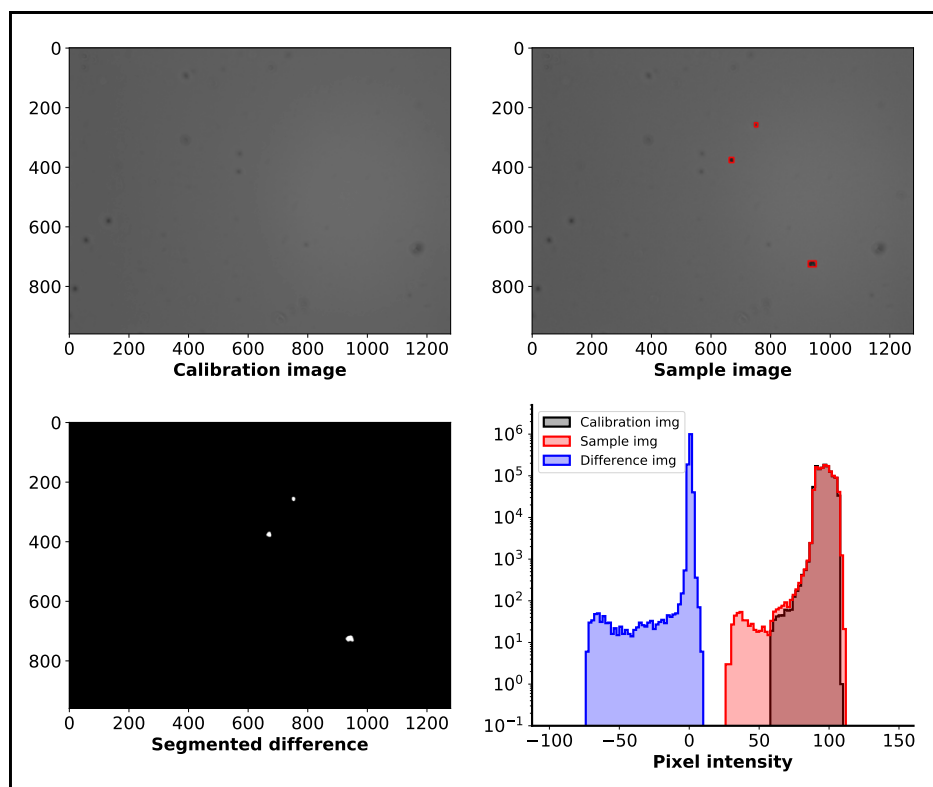 0
200
400
600
800
0 200 400 600 800 1000 1200
Calibration image
0
200
400
600
800
0 200 400 600 800 1000 1200
Sample image
0
200
400
600
800
0 200 400 600 800 1000 1200
Segmented difference
Calibration img
Sample img
Difference img
10⁶
10⁵
10⁴
10³
10²
10¹
10⁰
10⁻¹
−100 −50 0 50 100 150
Pixel intensity